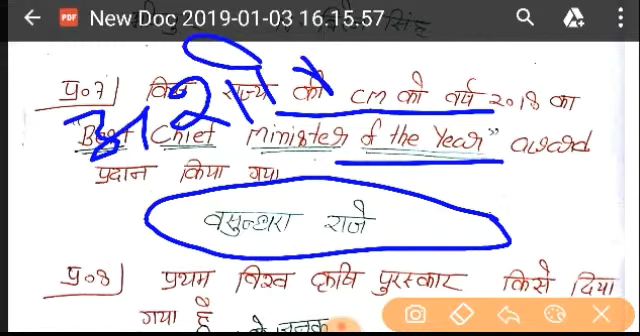 New Doc 2019-01-03 16.15.57
प्र०7) किस राज्य की CM को वर्ष 2018 का
"Best Chief Minister of the Year" award
प्रदान किया गया
वसुन्धरा राजे
प्र०8) प्रथम विश्व कृषि पुरस्कार किसे दिया
गया है